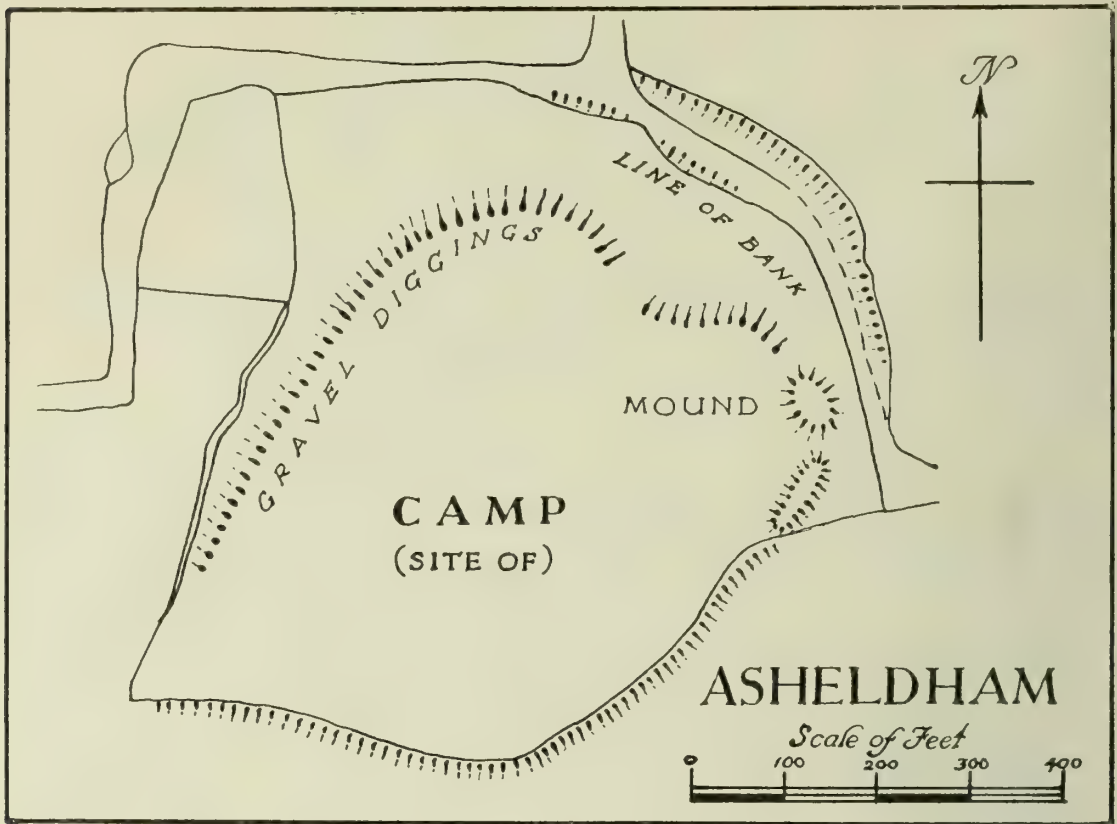 N
LINE OF BANK
GRAVEL DIGGINGS
MOUND
CAMP
(SITE OF)
ASHELDHAM
Scale of Feet
0 100 200 300 400